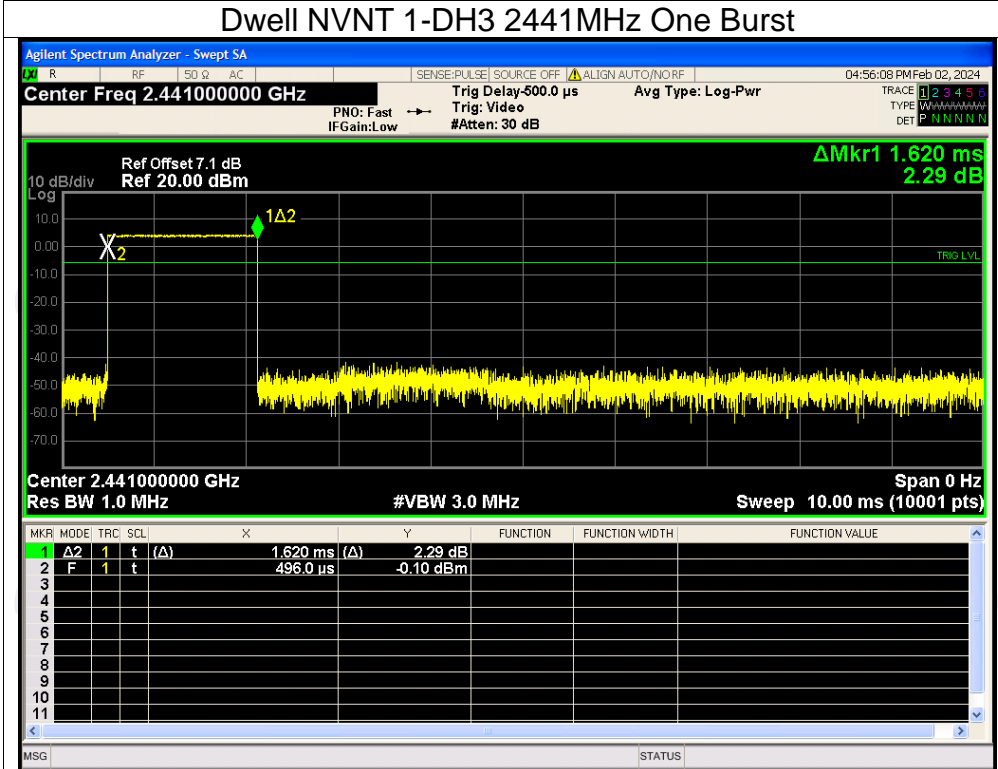 Dwell NVNT 1-DH3 2441MHz One Burst
Agilent Spectrum Analyzer - Swept SA
LXI R RF 50 Ω AC SENSE:PULSE SOURCE OFF ALIGN AUTO/NO RF 04:56:08 PM Feb 02, 2024
Center Freq 2.441000000 GHz
PNO: Fast
IFGain:Low
Trig Delay-500.0 µs
Trig: Video
#Atten: 30 dB
Avg Type: Log-Pwr
TRACE 1 2 3 4 5 6
TYPE WWWWWW
DET P N N N N N
ΔMkr1 1.620 ms
2.29 dB
Ref Offset 7.1 dB
10 dB/div Ref 20.00 dBm
Log
10.0
0.00
-10.0
-20.0
-30.0
-40.0
-50.0
-60.0
-70.0
1Δ2
2
TRIG LVL
Center 2.441000000 GHz Span 0 Hz
Res BW 1.0 MHz #VBW 3.0 MHz Sweep 10.00 ms (10001 pts)
MKR MODE TRC SCL X Y FUNCTION FUNCTION WIDTH FUNCTION VALUE
1 Δ2 1 t (Δ) 1.620 ms (Δ) 2.29 dB
2 F 1 t 496.0 µs -0.10 dBm
3
4
5
6
7
8
9
10
11
MSG STATUS